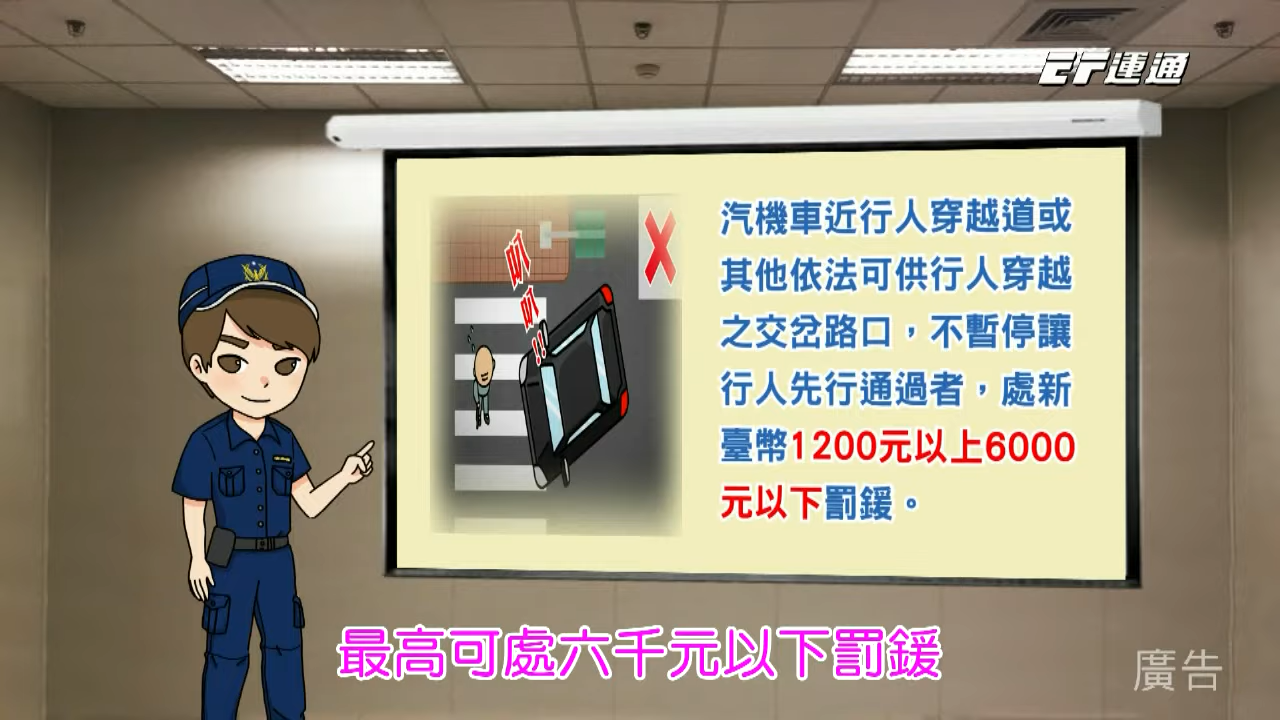 ET運通
汽機車近行人穿越道或
其他依法可供行人穿越
之交岔路口，不暫停讓
行人先行通過者，處新
臺幣1200元以上6000
元以下罰鍰。
叭
叭!!
最高可處六千元以下罰鍰
廣告